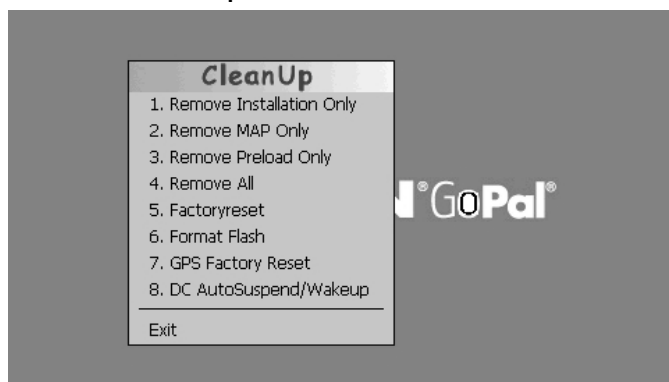 CleanUp
1. Remove Installation Only
2. Remove MAP Only
3. Remove Preload Only
4. Remove All
N®GoPal®
5. Factoryreset
6. Format Flash
7. GPS Factory Reset
8. DC AutoSuspend/Wakeup
Exit